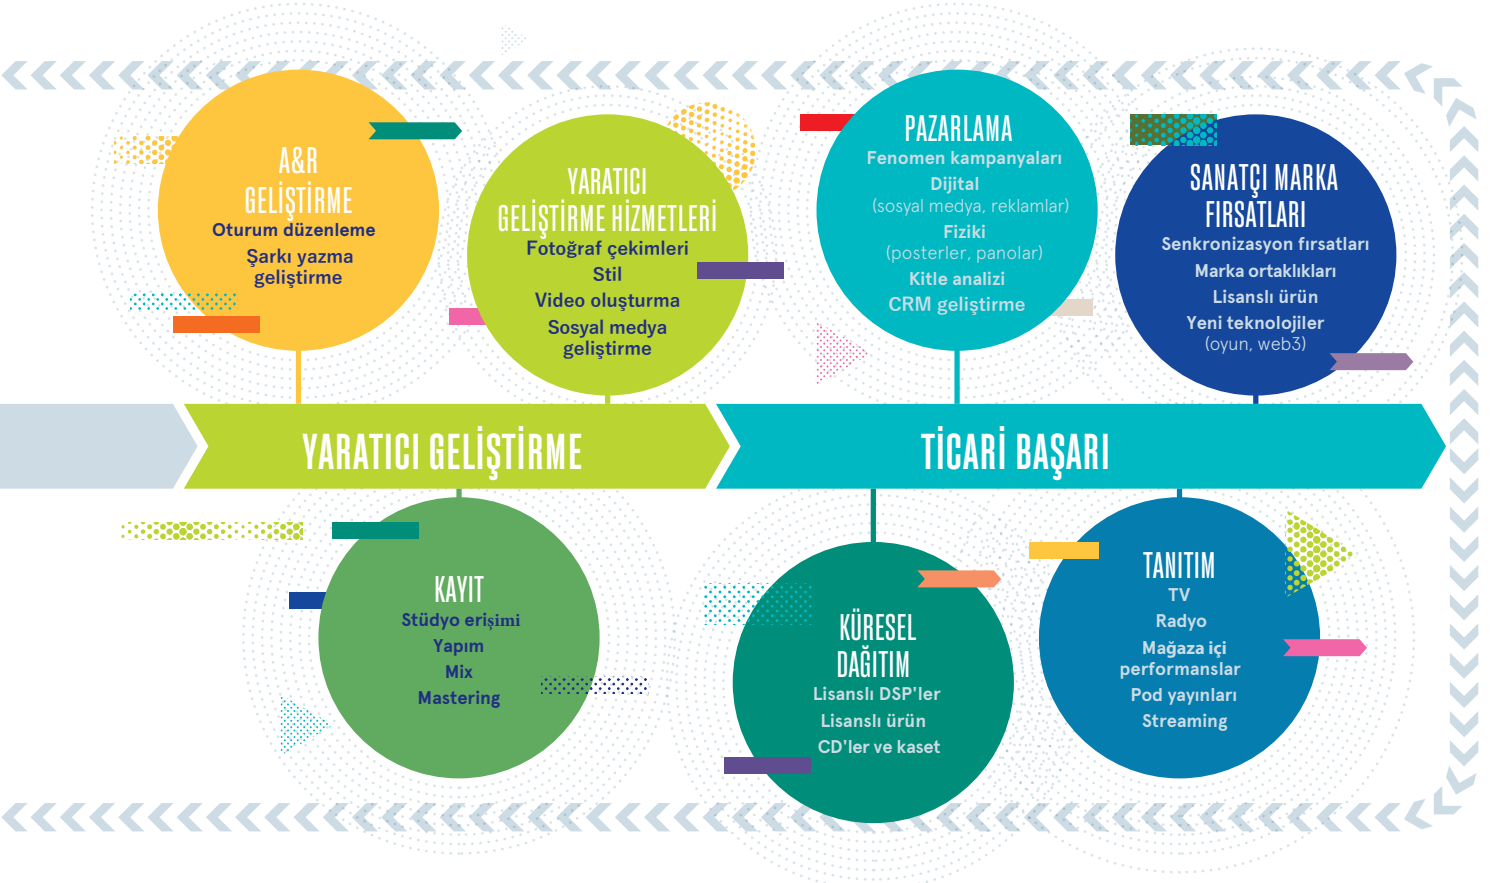 A&R
GELİŞTİRME
Oturum düzenleme
Şarkı yazma
geliştirme
YARATICI
GELİŞTİRME HİZMETLERİ
Fotoğraf çekimleri
Stil
Video oluşturma
Sosyal medya
geliştirme
PAZARLAMA
Fenomen kampanyaları
Dijital
(sosyal medya, reklamlar)
Fiziki
(posterler, panolar)
Kitle analizi
CRM geliştirme
SANATÇI MARKA
FIRSATLARI
Senkronizasyon fırsatları
Marka ortaklıkları
Lisanslı ürün
Yeni teknolojiler
(oyun, web3)
YARATICI GELİŞTİRME
TİCARİ BAŞARI
KAYIT
Stüdyo erişimi
Yapım
Mix
Mastering
KÜRESEL
DAĞITIM
Lisanslı DSP'ler
Lisanslı ürün
CD'ler ve kaset
TANITIM
TV
Radyo
Mağaza içi
performanslar
Pod yayınları
Streaming